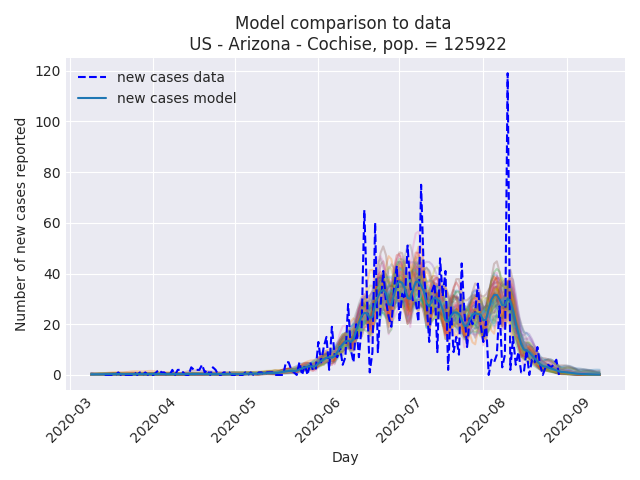 Model comparison to data
US - Arizona - Cochise, pop. = 125922
new cases data
new cases model
Number of new cases reported
120
100
80
60
40
20
0
2020-03
2020-04
2020-05
2020-06
2020-07
2020-08
2020-09
Day